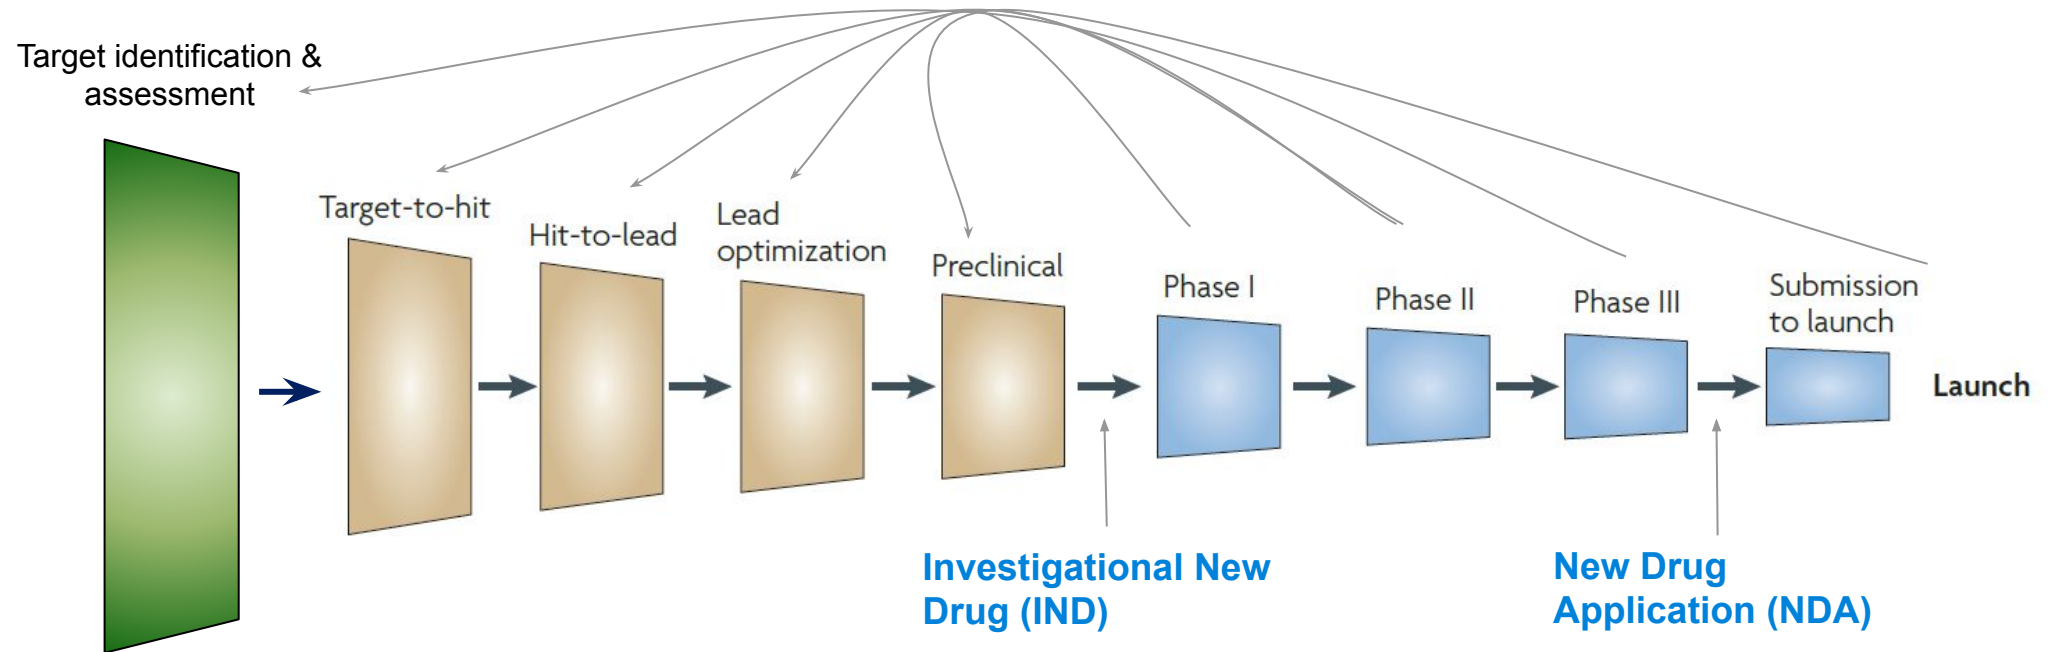 Target identification &
assessment
Target-to-hit
Hit-to-lead
Lead
optimization
Preclinical
Phase I
Phase II
Phase III
Submission
to launch
Launch
Investigational New
Drug (IND)
New Drug
Application (NDA)